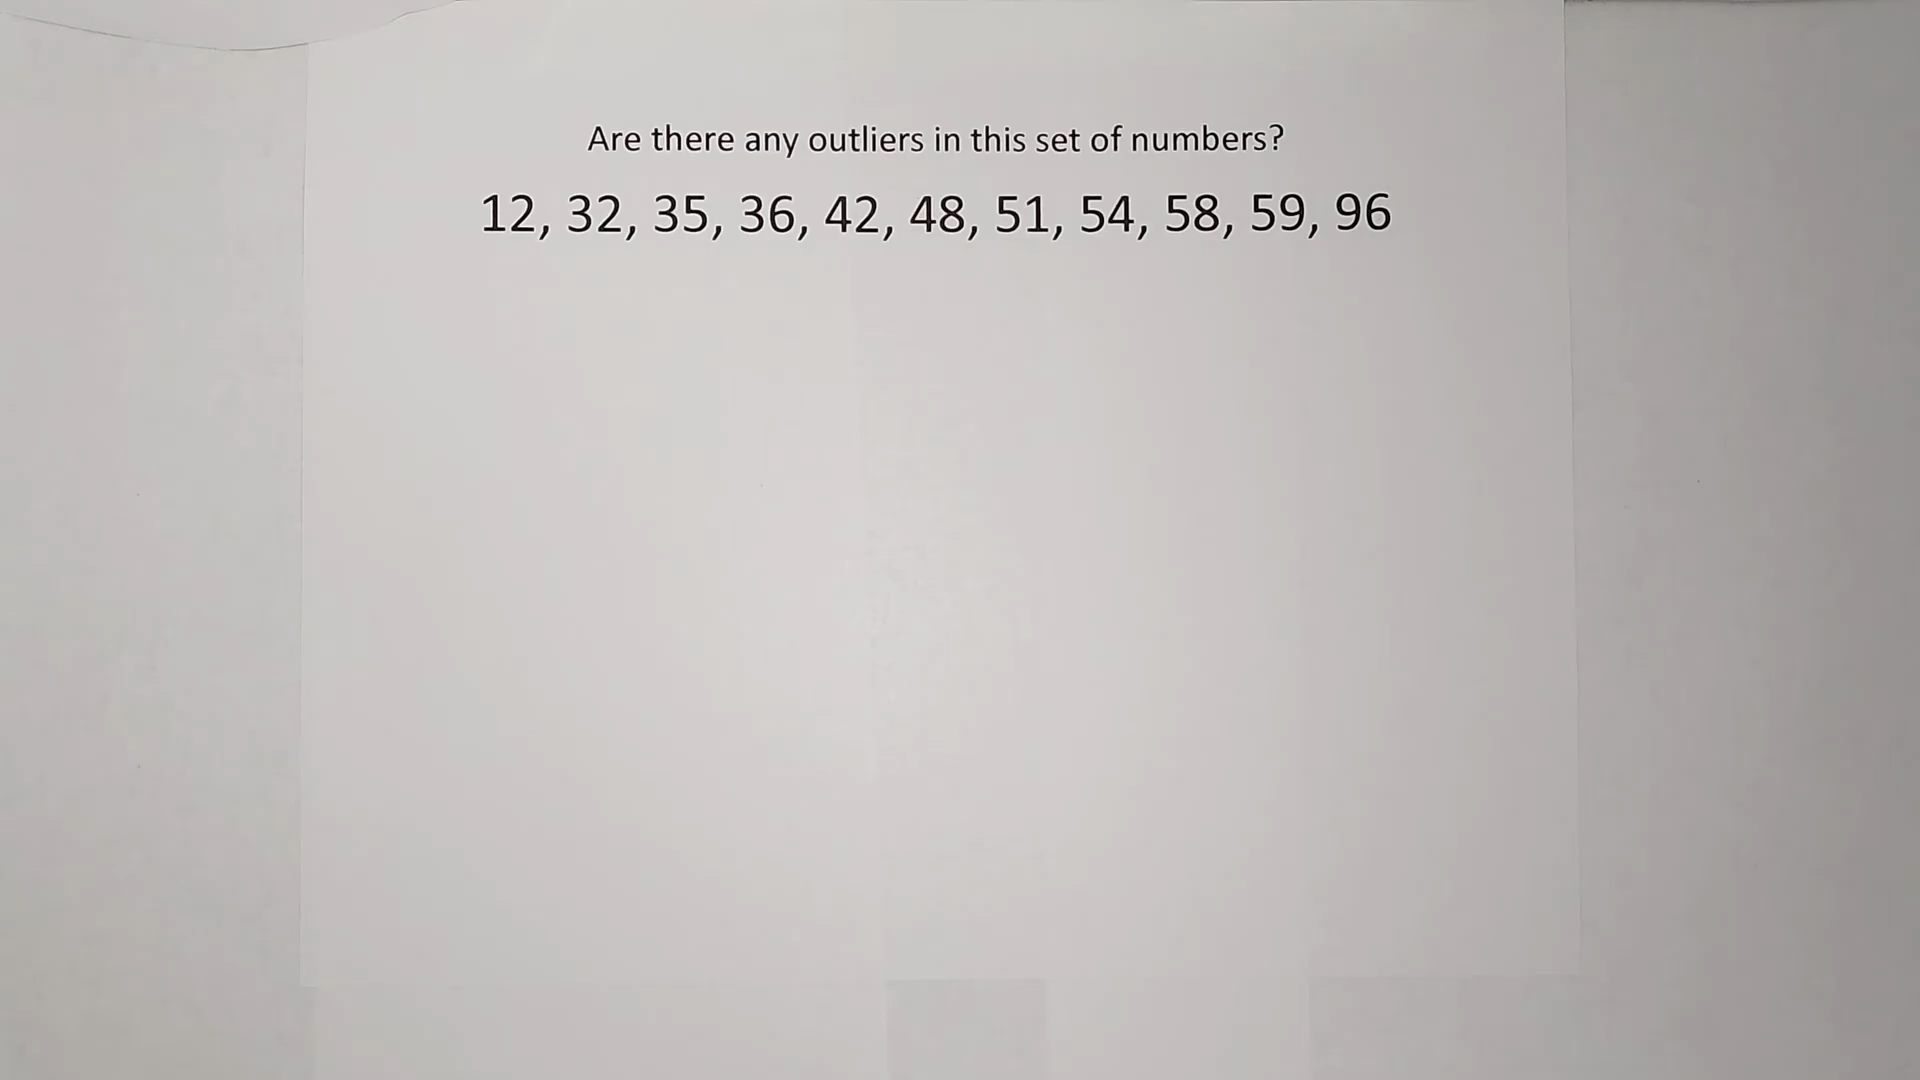 Are there any outliers in this set of numbers?
12, 32, 35, 36, 42, 48, 51, 54, 58, 59, 96